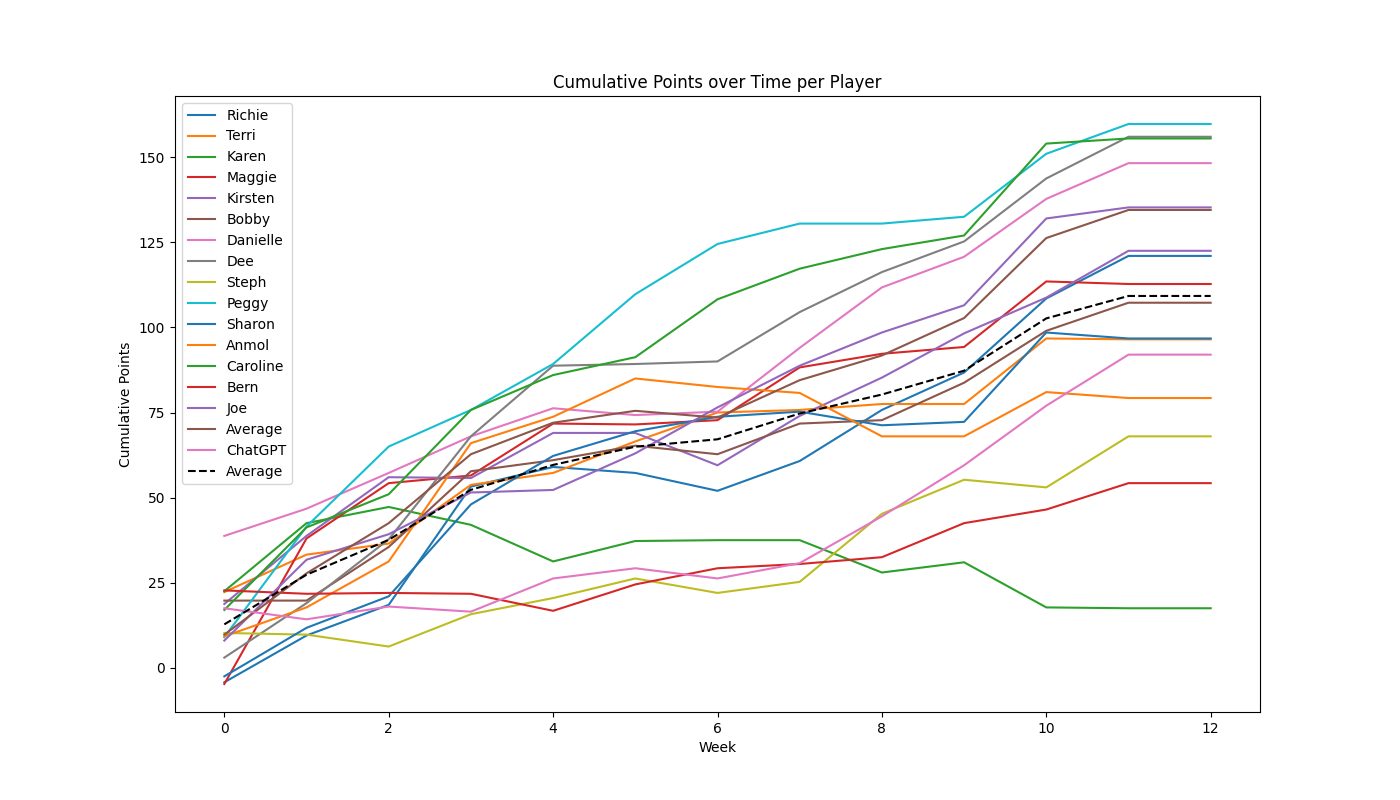 Cumulative Points over Time per Player
Richie
Terri
Karen
Maggie
Kirsten
Bobby
Danielle
Dee
Steph
Peggy
Sharon
Anmol
Caroline
Bern
Joe
Average
ChatGPT
Average
Cumulative Points
150
125
100
75
50
25
0
0 2 4 6 8 10 12
Week